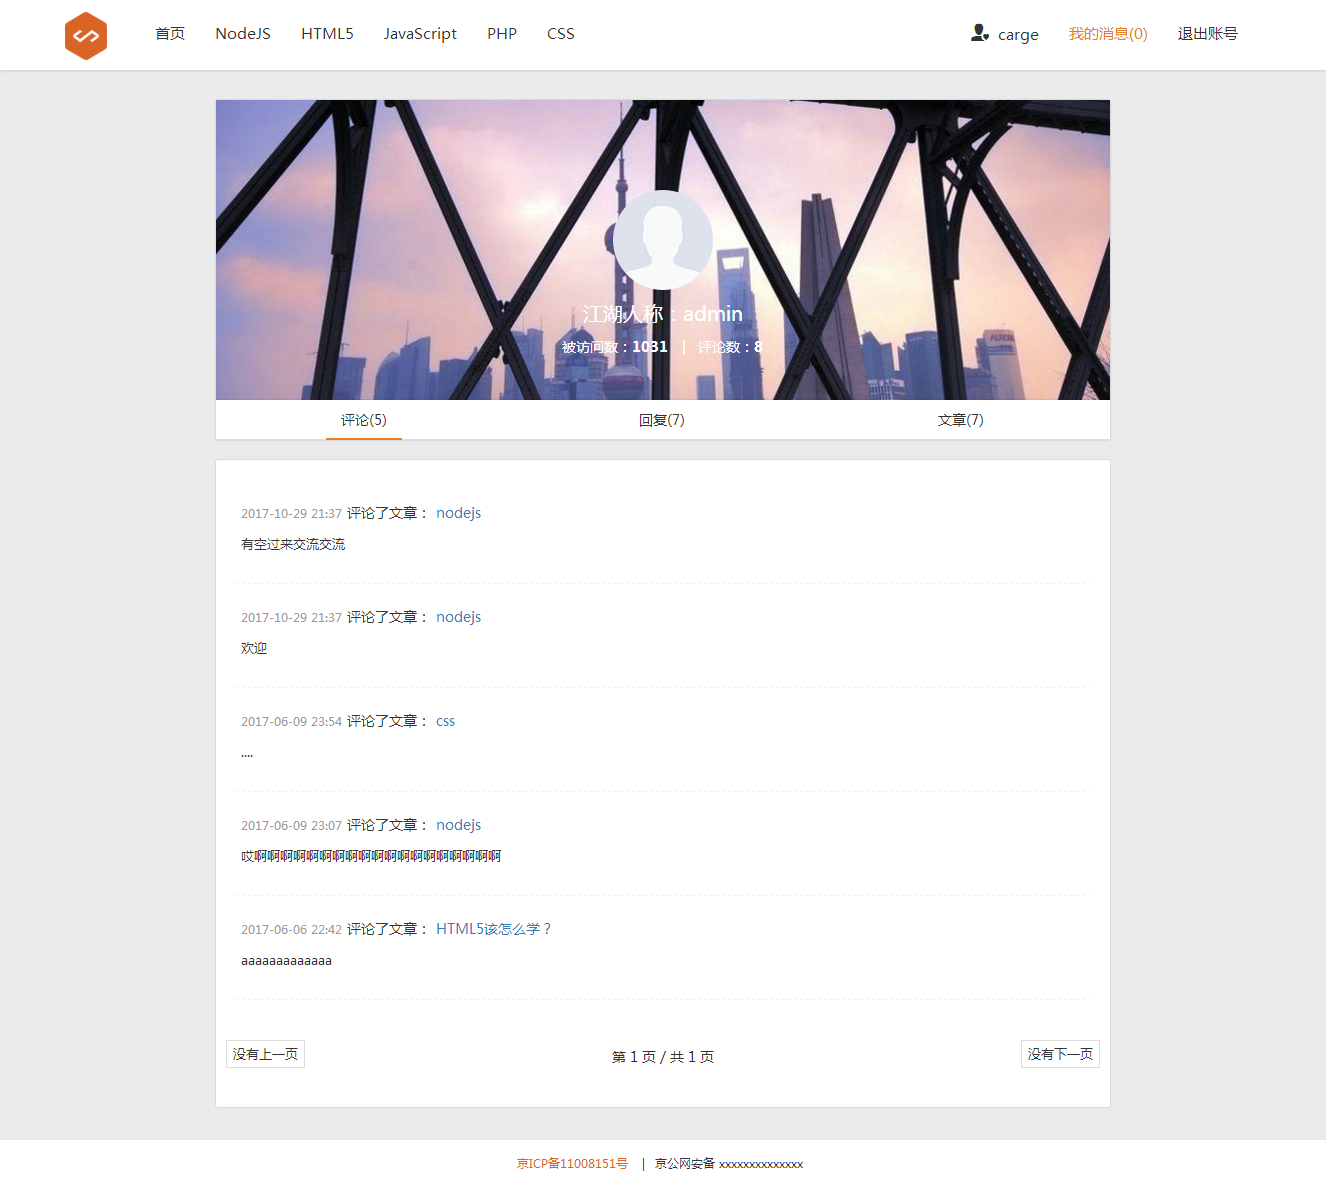 首页 NodeJS HTML5 JavaScript PHP CSS carge 我的消息(0) 退出账号
江湖人称：admin
被访问数：1031 | 评论数：8
AURORA
评论(5) 回复(7) 文章(7)
2017-10-29 21:37 评论了文章： nodejs
有空过来交流交流
2017-10-29 21:37 评论了文章： nodejs
欢迎
2017-06-09 23:54 评论了文章： css
....
2017-06-09 23:07 评论了文章： nodejs
哎啊啊啊啊啊啊啊啊啊啊啊啊啊啊啊啊啊啊啊
2017-06-06 22:42 评论了文章： HTML5该怎么学？
aaaaaaaaaaaaa
没有上一页 第 1 页 / 共 1 页 没有下一页
京ICP备11008151号 | 京公网安备 xxxxxxxxxxxxxx